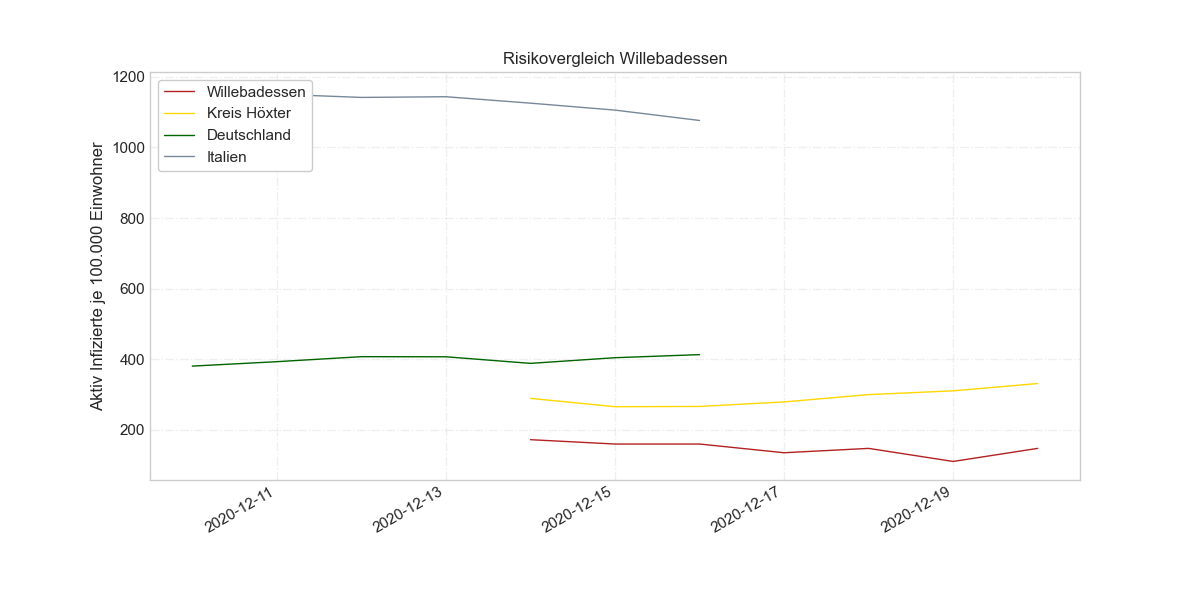 Risikovergleich Willebadessen
Aktiv Infizierte je 100.000 Einwohner
1200
1000
800
600
400
200
Willebadessen
Kreis Höxter
Deutschland
Italien
2020-12-11
2020-12-13
2020-12-15
2020-12-17
2020-12-19